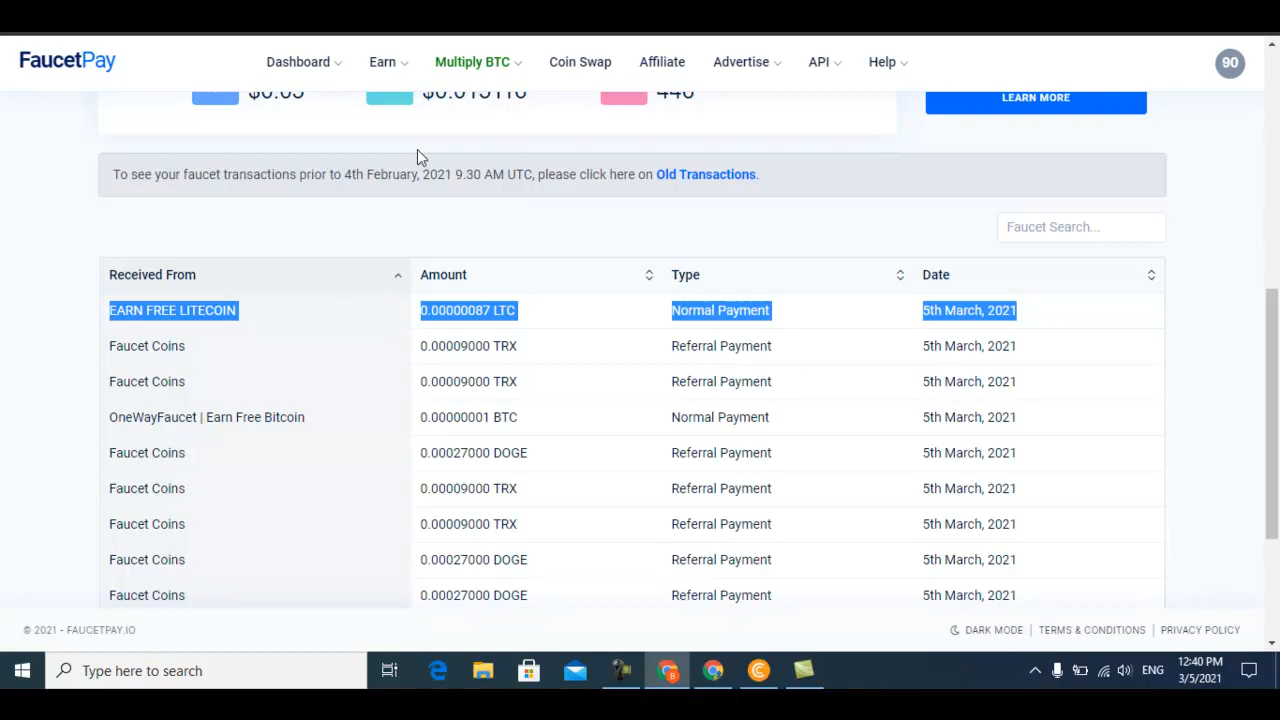 FaucetPay Dashboard Earn Multiply BTC Coin Swap Affiliate Advertise API Help 90
LEARN MORE
To see your faucet transactions prior to 4th February, 2021 9.30 AM UTC, please click here on Old Transactions.
Faucet Search...
Received From Amount Type Date
EARN FREE LITECOIN 0.00000087 LTC Normal Payment 5th March, 2021
Faucet Coins 0.00009000 TRX Referral Payment 5th March, 2021
Faucet Coins 0.00009000 TRX Referral Payment 5th March, 2021
OneWayFaucet | Earn Free Bitcoin 0.00000001 BTC Normal Payment 5th March, 2021
Faucet Coins 0.00027000 DOGE Referral Payment 5th March, 2021
Faucet Coins 0.00009000 TRX Referral Payment 5th March, 2021
Faucet Coins 0.00009000 TRX Referral Payment 5th March, 2021
Faucet Coins 0.00027000 DOGE Referral Payment 5th March, 2021
Faucet Coins 0.00027000 DOGE Referral Payment 5th March, 2021
© 2021 - FAUCETPAY.IO DARK MODE | TERMS & CONDITIONS | PRIVACY POLICY
Type here to search ENG 12:40 PM
3/5/2021